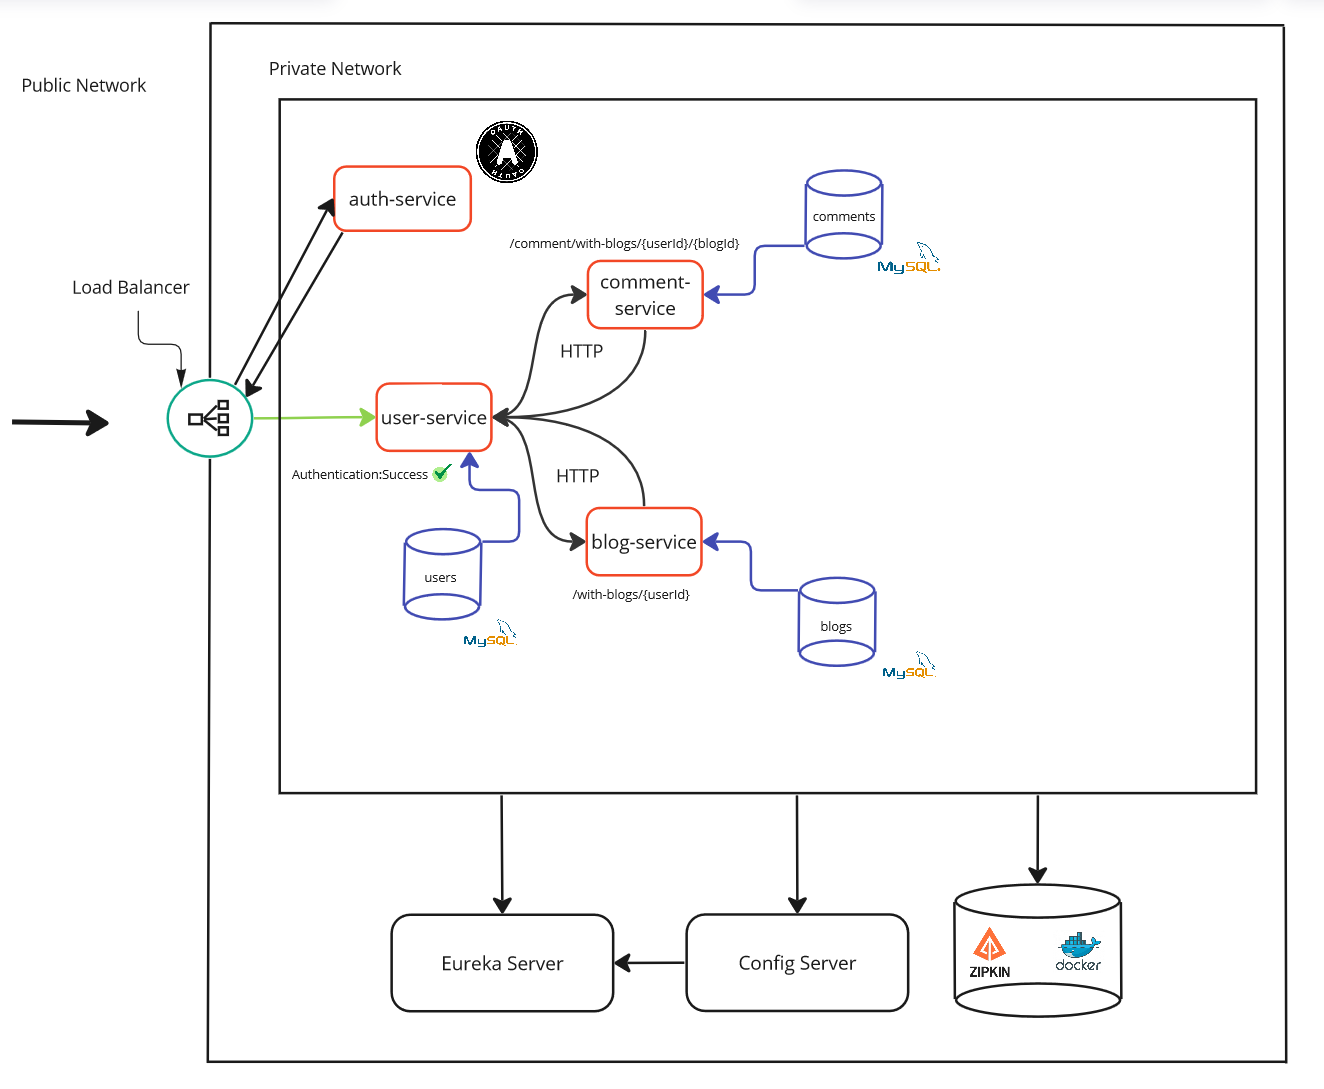 Private Network
Public Network
OAUTH
A
OAUTH
auth-service
comments
MySQL
/comment/with-blogs/{userId}/{blogId}
comment-
service
Load Balancer
HTTP
user-service
Authentication:Success
HTTP
blog-service
users
/with-blogs/{userId}
blogs
MySQL
MySQL
Eureka Server
Config Server
ZIPKIN
docker